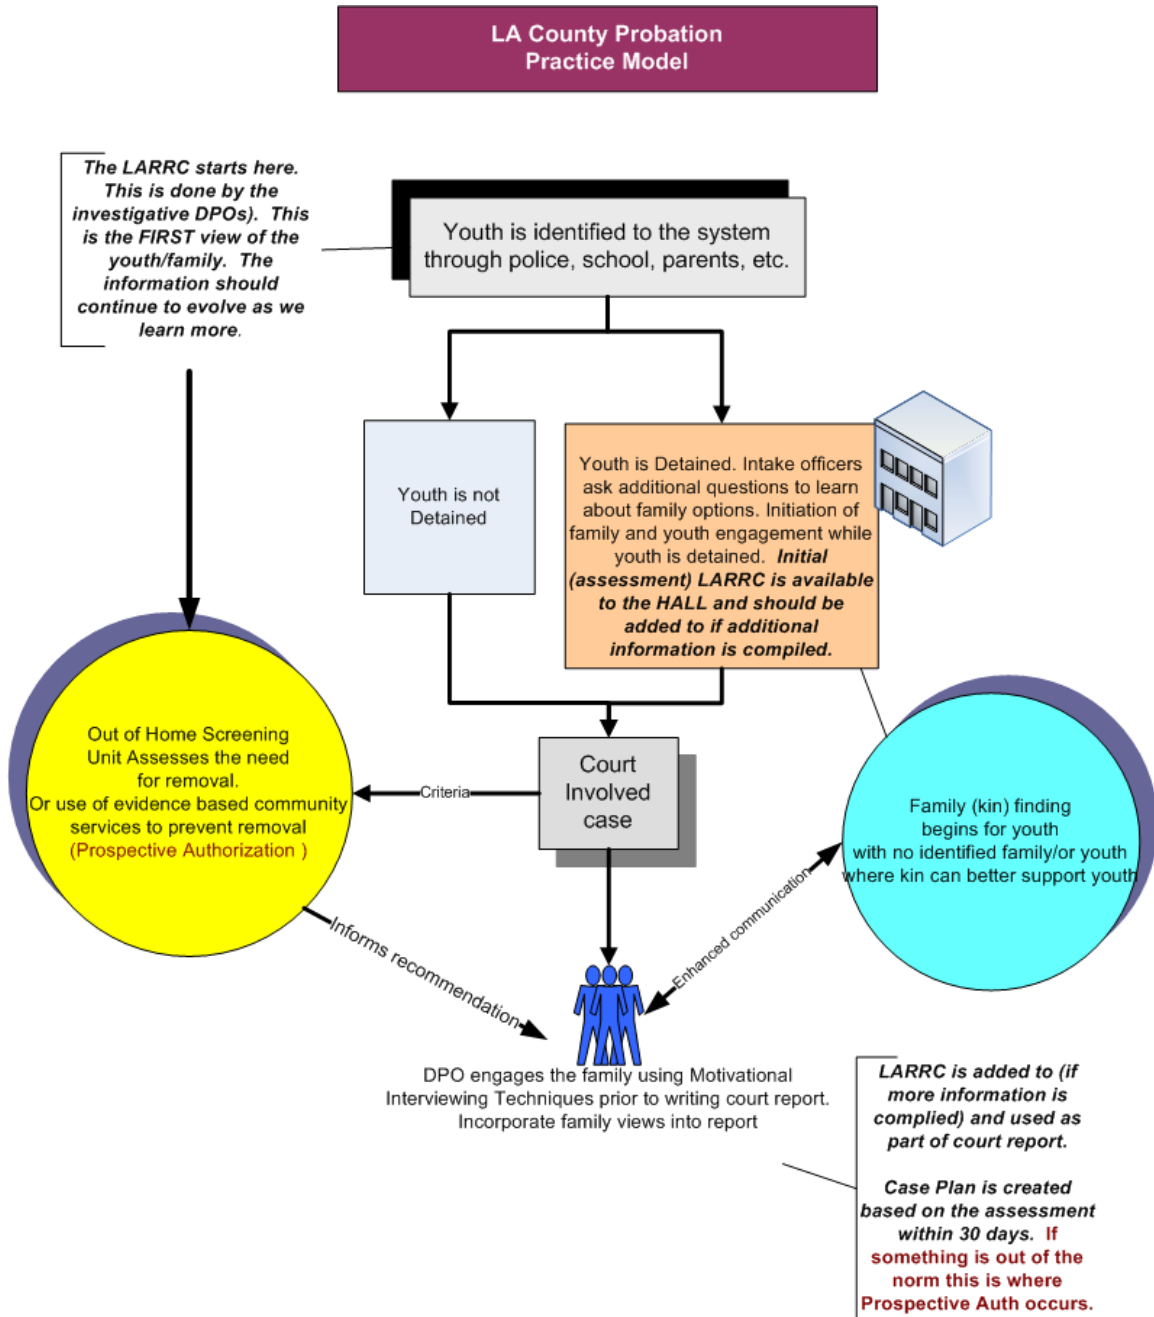 LA County Probation
Practice Model
The LARRC starts here.
This is done by the
investigative DPOs).  This
is the FIRST view of the
youth/family.  The
information should
continue to evolve as we
learn more.
Youth is identified to the system
through police, school, parents, etc.
Youth is not
Detained
Youth is Detained. Intake officers
ask additional questions to learn
about family options. Initiation of
family and youth engagement while
youth is detained.  Initial
(assessment) LARRC is available
to the HALL and should be
added to if additional
information is compiled.
Out of Home Screening
Unit Assesses the need
for removal.
Or use of evidence based community
services to prevent removal
(Prospective Authorization )
Criteria
Court
Involved
case
Family (kin) finding
begins for youth
with no identified family/or youth
where kin can better support youth
Informs recommendation
Enhanced communication
DPO engages the family using Motivational
Interviewing Techniques prior to writing court report.
Incorporate family views into report
LARRC is added to (if
more information is
complied) and used as
part of court report.
Case Plan is created
based on the assessment
within 30 days.  If
something is out of the
norm this is where
Prospective Auth occurs.